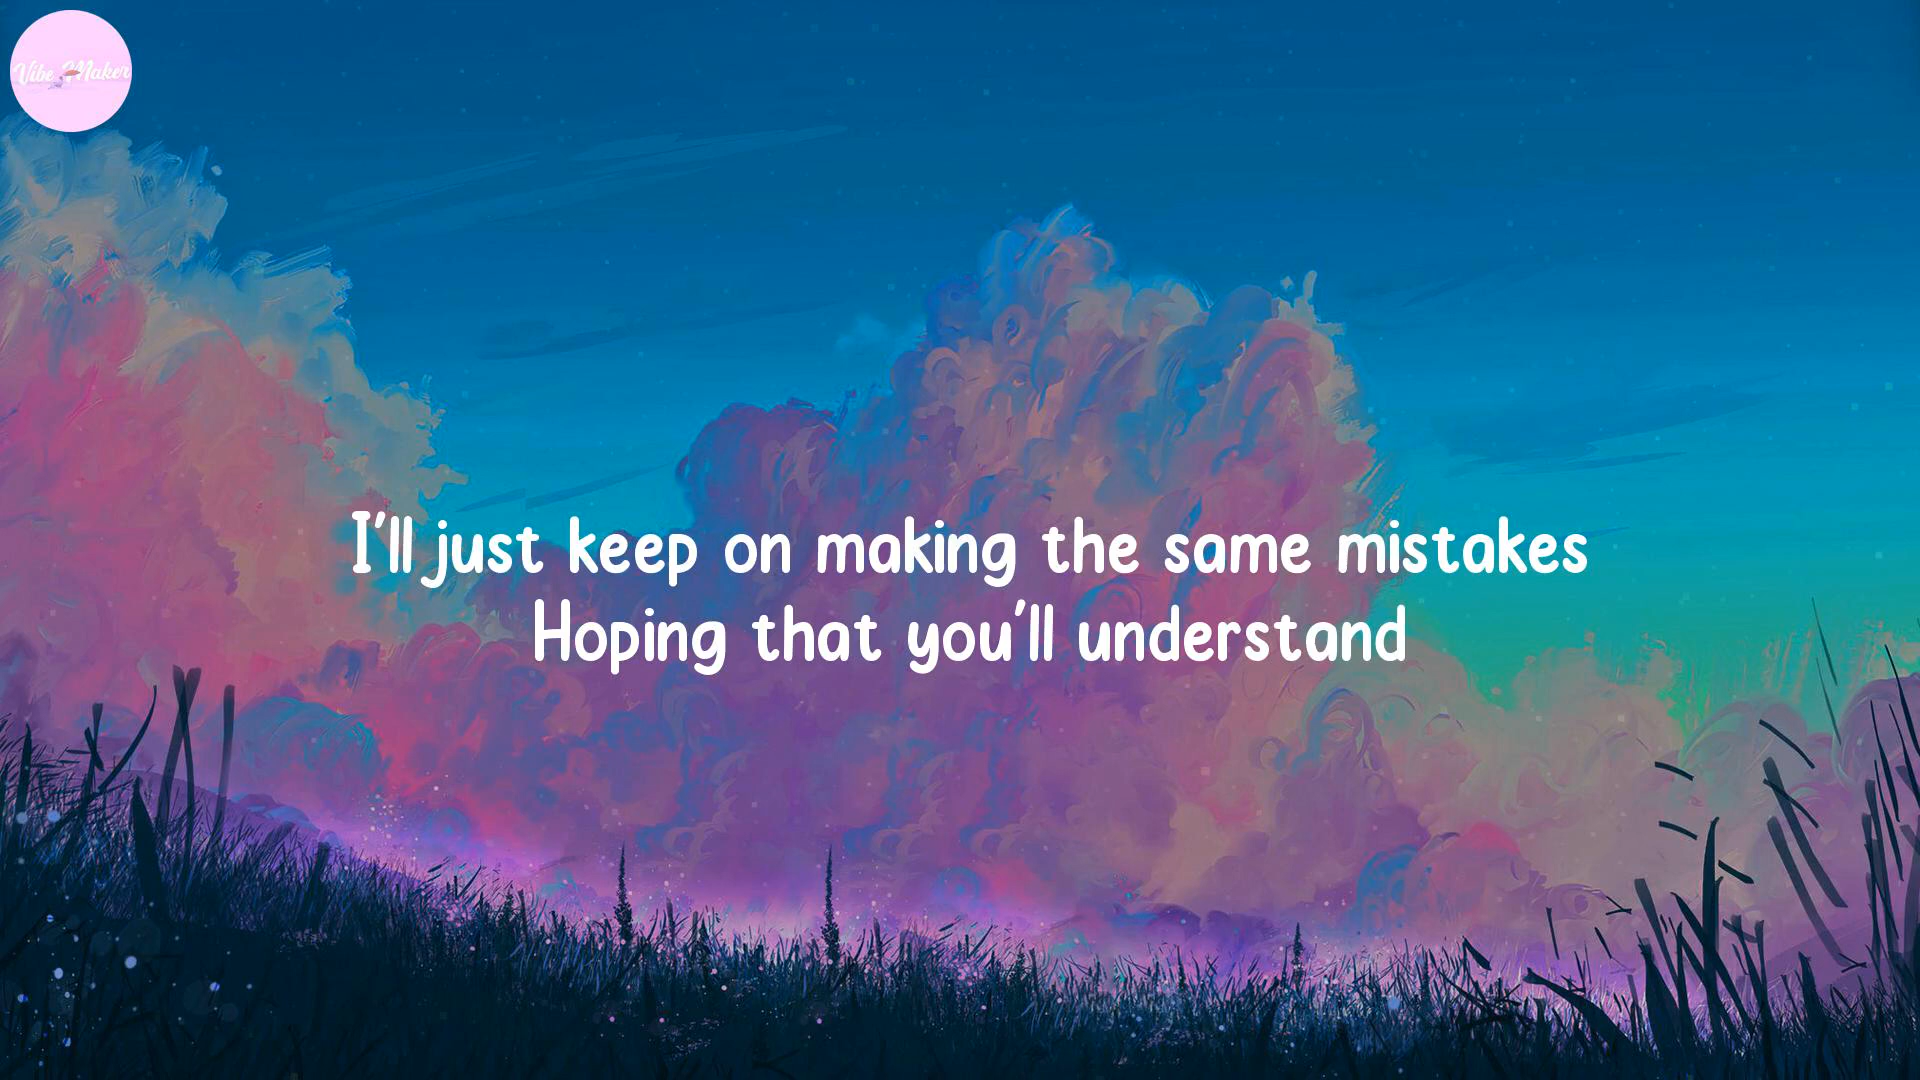 Vibe Maker
I'll just keep on making the same mistakes
Hoping that you'll understand